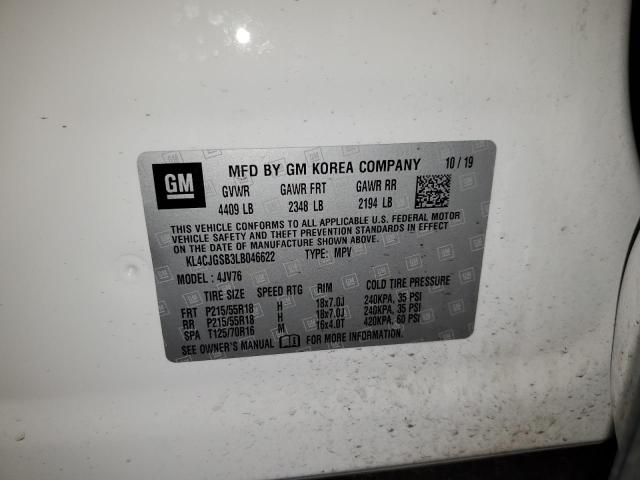 GM
MFD BY GM KOREA COMPANY 10 / 19
GVWR GAWR FRT GAWR RR
4409 LB 2348 LB 2194 LB
THIS VEHICLE CONFORMS TO ALL APPLICABLE U.S. FEDERAL MOTOR
VEHICLE SAFETY AND THEFT PREVENTION STANDARDS IN
EFFECT ON THE DATE OF MANUFACTURE SHOWN ABOVE.
KL4CJGSB3LB046622 TYPE: MPV
MODEL : 4JV76
TIRE SIZE SPEED RTG RIM COLD TIRE PRESSURE
FRT P215/55R18 H 18x7.0J 240KPA, 35 PSI
RR P215/55R18 H 18x7.0J 240KPA, 35 PSI
SPA T125/70R16 M 16x4.0T 420KPA, 60 PSI
SEE OWNER'S MANUAL FOR MORE INFORMATION.